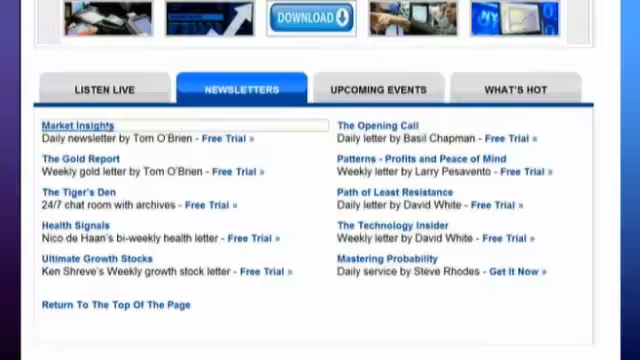 DOWNLOAD
NY
LISTEN LIVE
NEWSLETTERS
UPCOMING EVENTS
WHAT'S HOT
Market Insights
Daily newsletter by Tom O'Brien - Free Trial »
The Gold Report
Weekly gold letter by Tom O'Brien - Free Trial »
The Tiger's Den
24/7 chat room with archives - Free Trial »
Health Signals
Nico de Haan's bi-weekly health letter - Free Trial »
Ultimate Growth Stocks
Ken Shreve's Weekly growth stock letter - Free Trial »
Return To The Top Of The Page
The Opening Call
Daily letter by Basil Chapman - Free Trial »
Patterns - Profits and Peace of Mind
Weekly letter by Larry Pesavento - Free Trial »
Path of Least Resistance
Daily letter by David White - Free Trial »
The Technology Insider
Weekly letter by David White - Free Trial »
Mastering Probability
Daily service by Steve Rhodes - Get It Now »